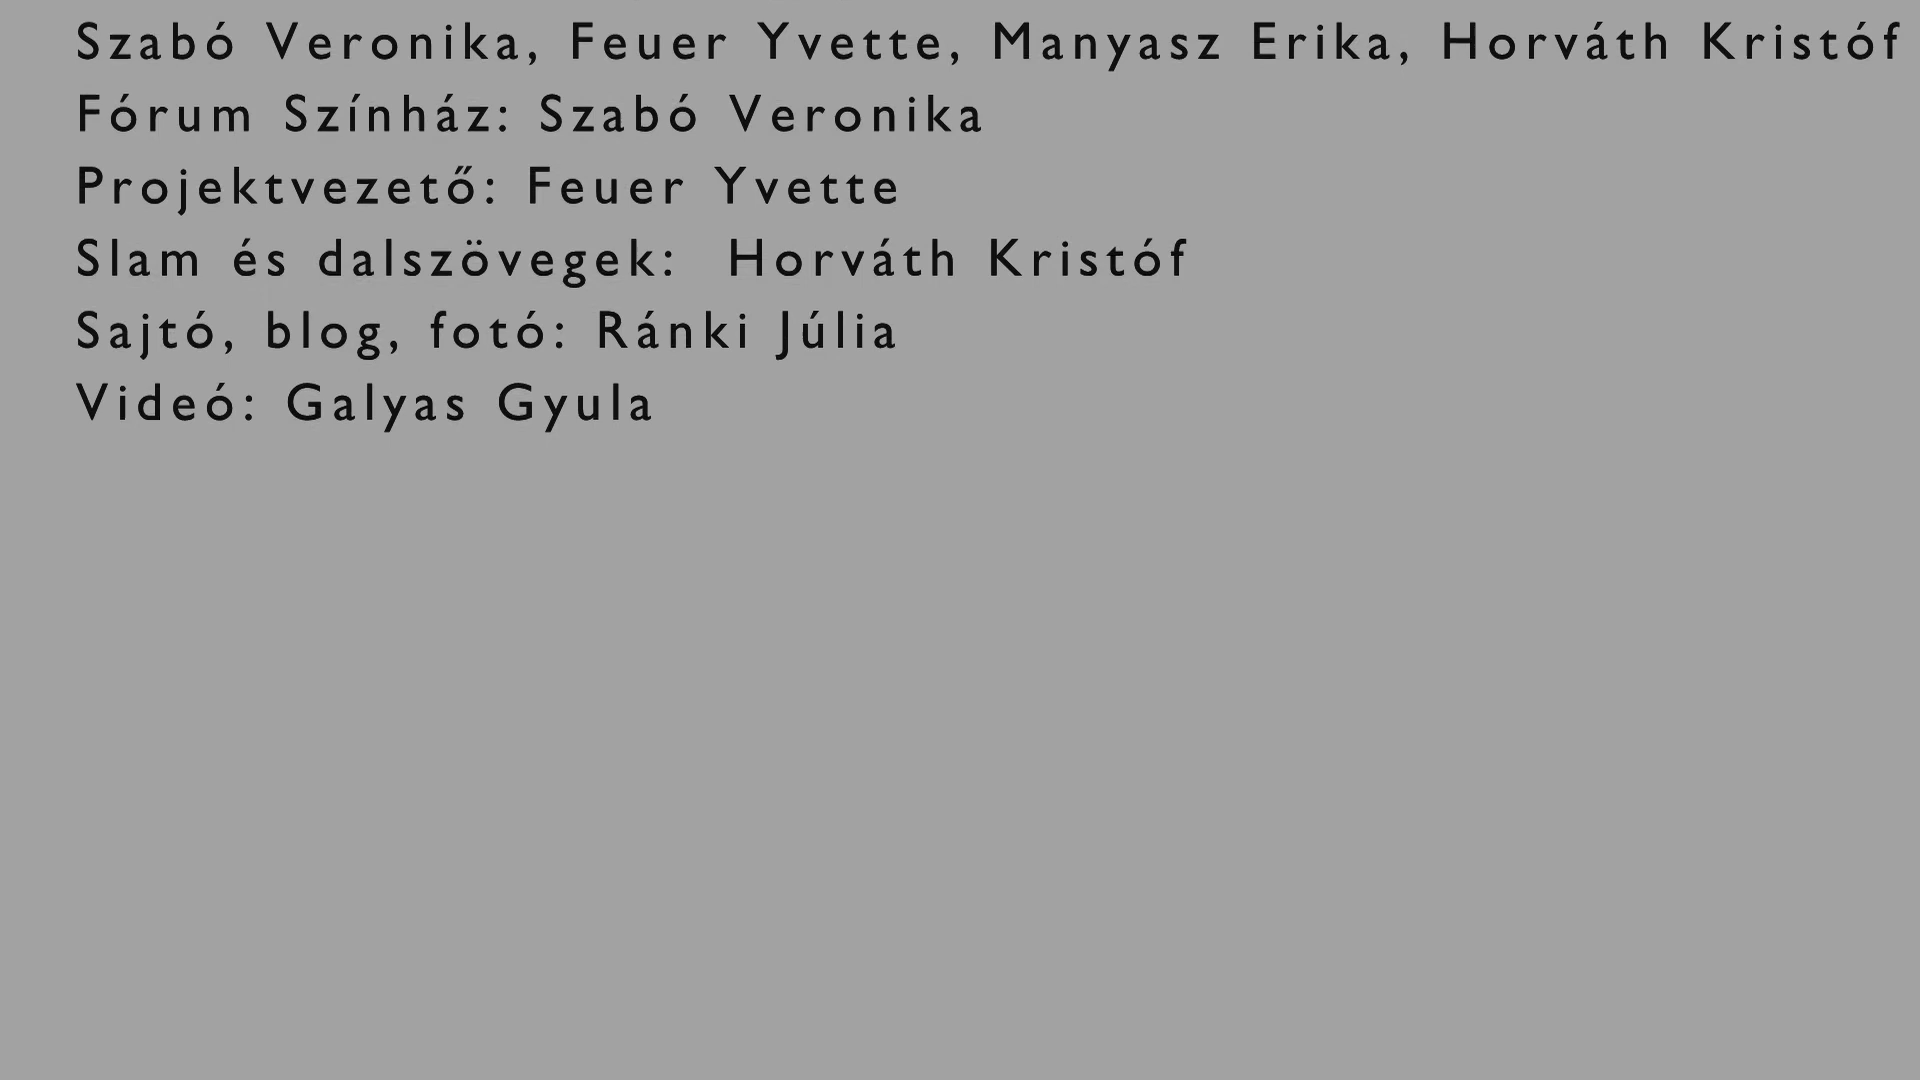 Szabó Veronika, Feuer Yvette, Manyasz Erika, Horváth Kristóf
Fórum Színház: Szabó Veronika
Projektvezető: Feuer Yvette
Slam és dalszövegek: Horváth Kristóf
Sajtó, blog, fotó: Ránki Júlia
Videó: Galyas Gyula